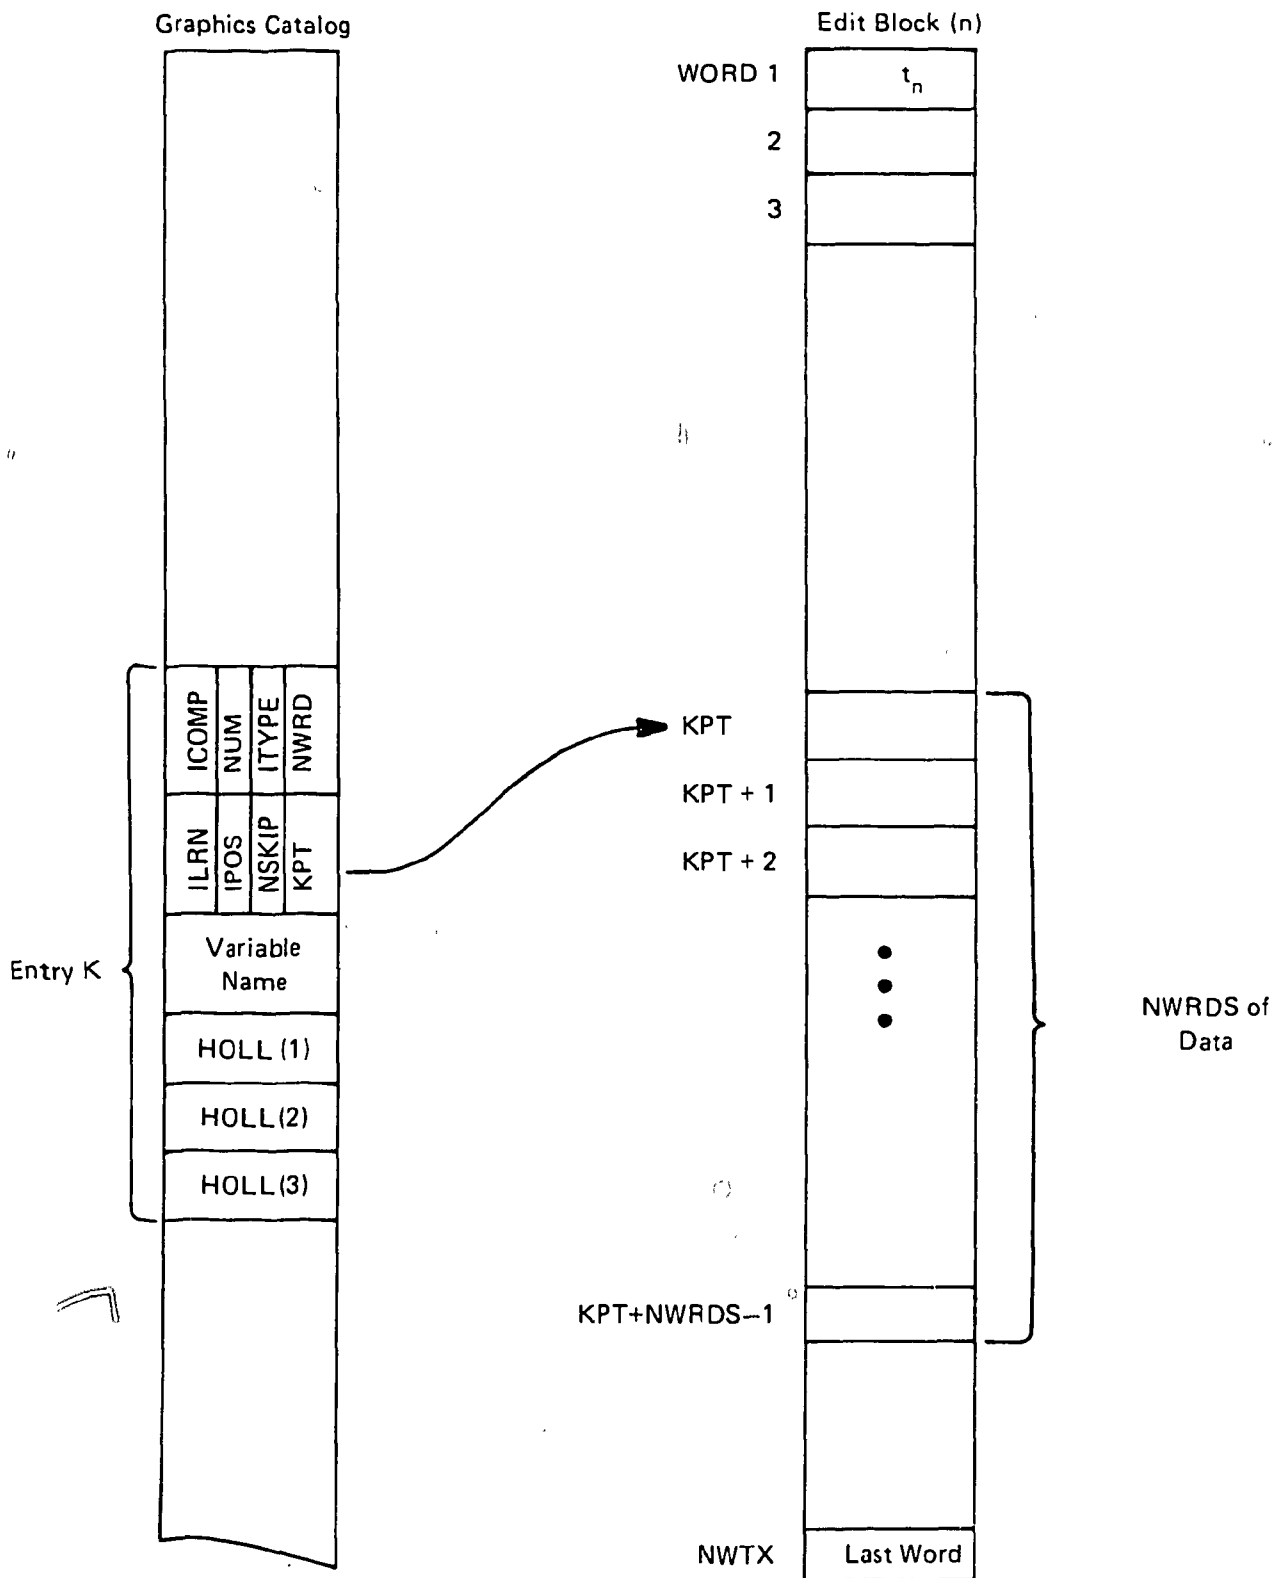 Graphics Catalog
ICOMP
NUM
ITYPE
NWRD
ILRN
IPOS
NSKIP
KPT
Variable
Name
HOLL (1)
HOLL (2)
HOLL (3)
Entry K
Edit Block (n)
WORD 1
t_n
2
3
KPT
KPT + 1
KPT + 2
NWRDS of
Data
KPT+NWRDS–1
NWTX
Last Word